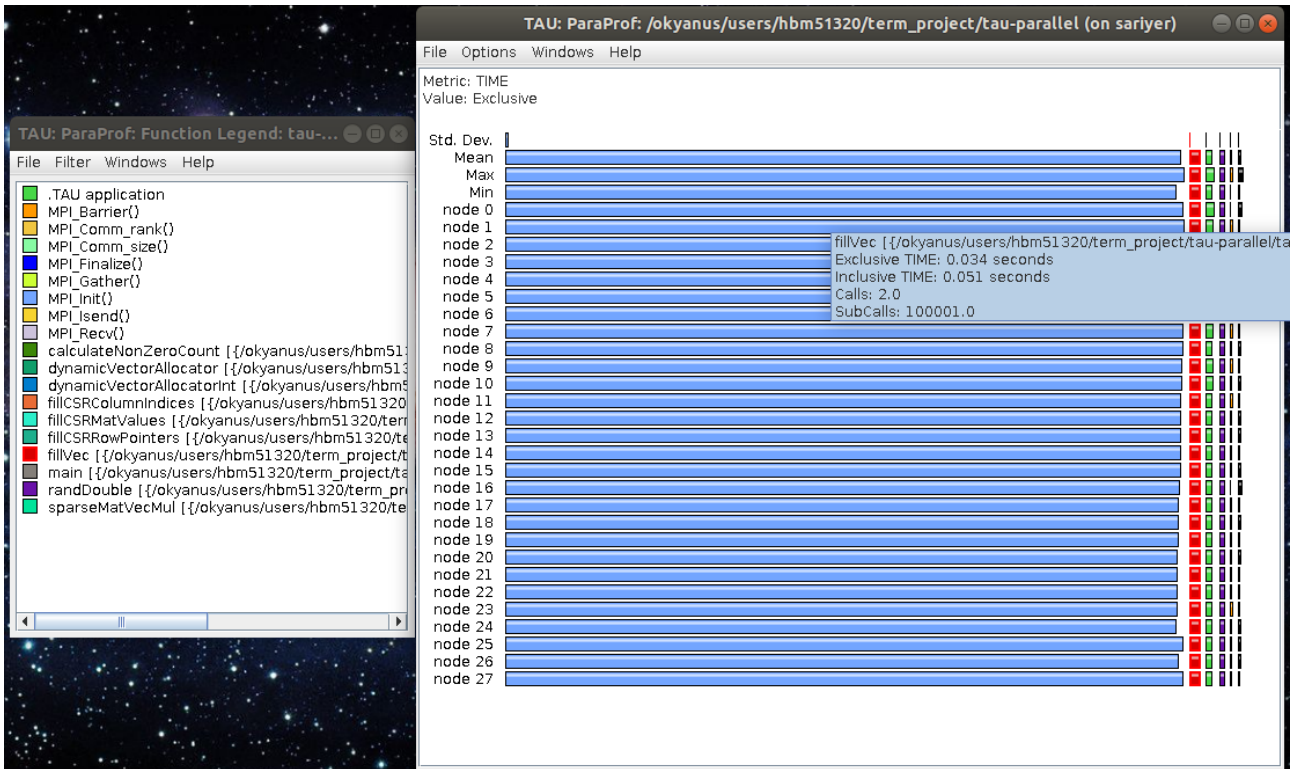 TAU: ParaProf: Function Legend: tau-...
File Filter Windows Help
.TAU application
MPI_Barrier()
MPI_Comm_rank()
MPI_Comm_size()
MPI_Finalize()
MPI_Gather()
MPI_Init()
MPI_Isend()
MPI_Recv()
calculateNonZeroCount [{/okyanus/users/hbm51
dynamicVectorAllocator [{/okyanus/users/hbm513
dynamicVectorAllocatorInt [{/okyanus/users/hbm5
fillCSRColumnIndices [{/okyanus/users/hbm51320
fillCSRMatValues [{/okyanus/users/hbm51320/ter
fillCSRRowPointers [{/okyanus/users/hbm51320/te
fillVec [{/okyanus/users/hbm51320/term_project/t
main [{/okyanus/users/hbm51320/term_project/ta
randDouble [{/okyanus/users/hbm51320/term_pr
sparseMatVecMul [{/okyanus/users/hbm51320/te
TAU: ParaProf: /okyanus/users/hbm51320/term_project/tau-parallel (on sariyer)
File Options Windows Help
Metric: TIME
Value: Exclusive
Std. Dev.
Mean
Max
Min
node 0
node 1
node 2
node 3
node 4
node 5
node 6
node 7
node 8
node 9
node 10
node 11
node 12
node 13
node 14
node 15
node 16
node 17
node 18
node 19
node 20
node 21
node 22
node 23
node 24
node 25
node 26
node 27
fillVec [{/okyanus/users/hbm51320/term_project/tau-parallel/ta
Exclusive TIME: 0.034 seconds
Inclusive TIME: 0.051 seconds
Calls: 2.0
SubCalls: 100001.0